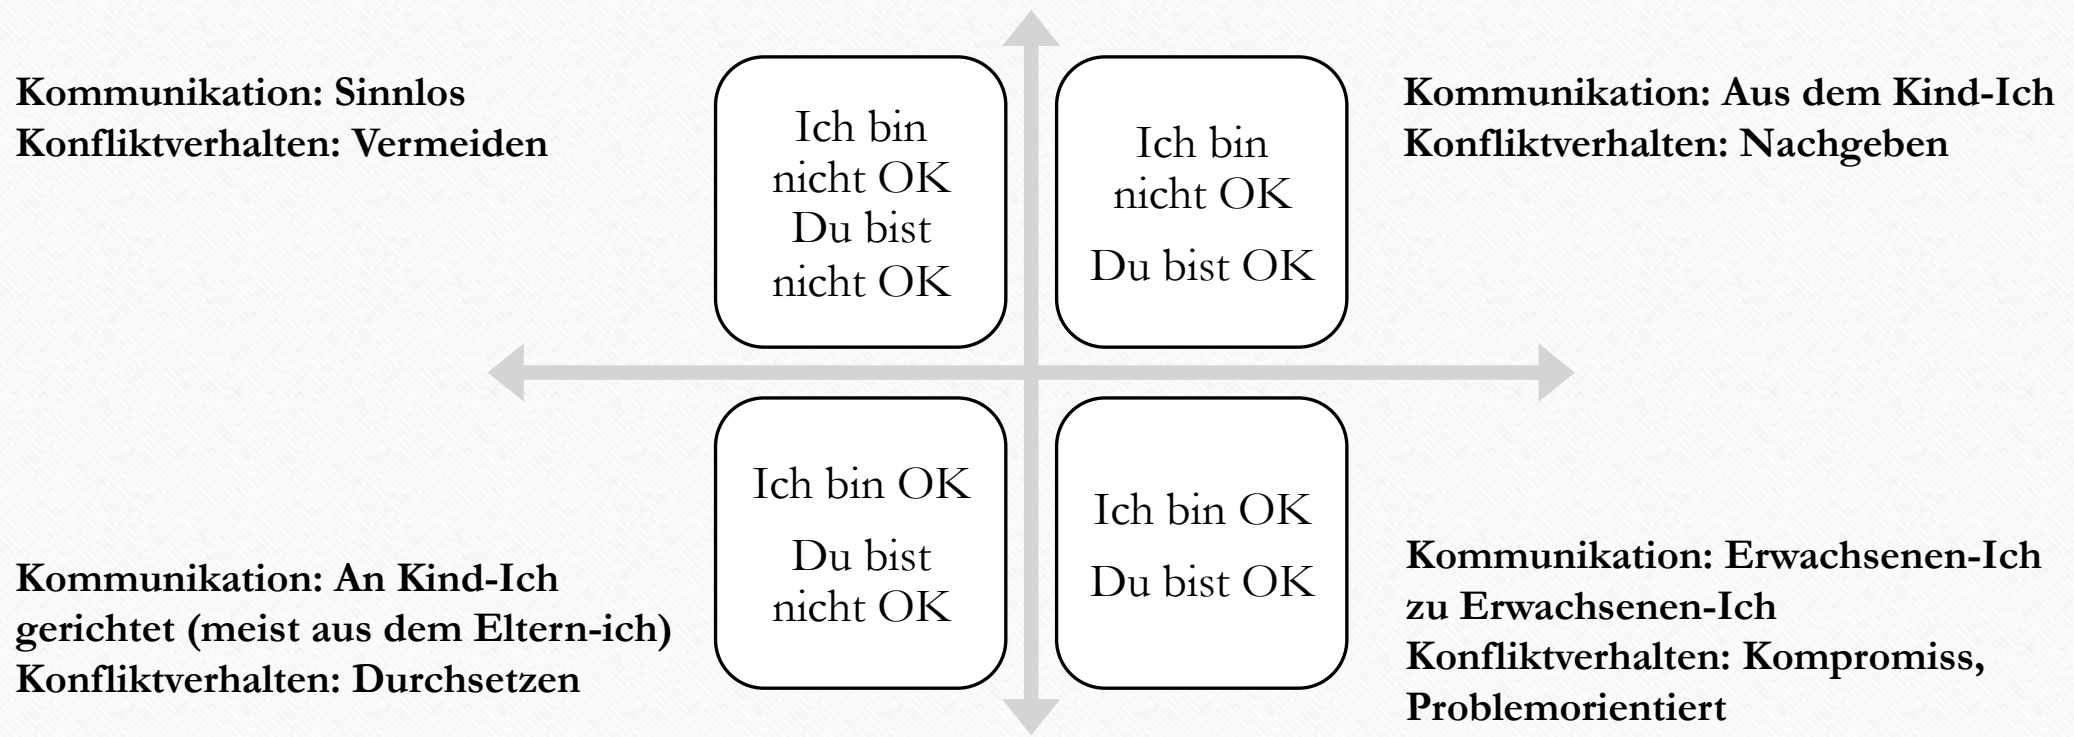 Kommunikation: Sinnlos
Konfliktverhalten: Vermeiden
Ich bin
nicht OK
Du bist
nicht OK
Ich bin
nicht OK
Du bist OK
Kommunikation: Aus dem Kind-Ich
Konfliktverhalten: Nachgeben
Kommunikation: An Kind-Ich
gerichtet (meist aus dem Eltern-ich)
Konfliktverhalten: Durchsetzen
Ich bin OK
Du bist
nicht OK
Ich bin OK
Du bist OK
Kommunikation: Erwachsenen-Ich
zu Erwachsenen-Ich
Konfliktverhalten: Kompromiss,
Problemorientiert